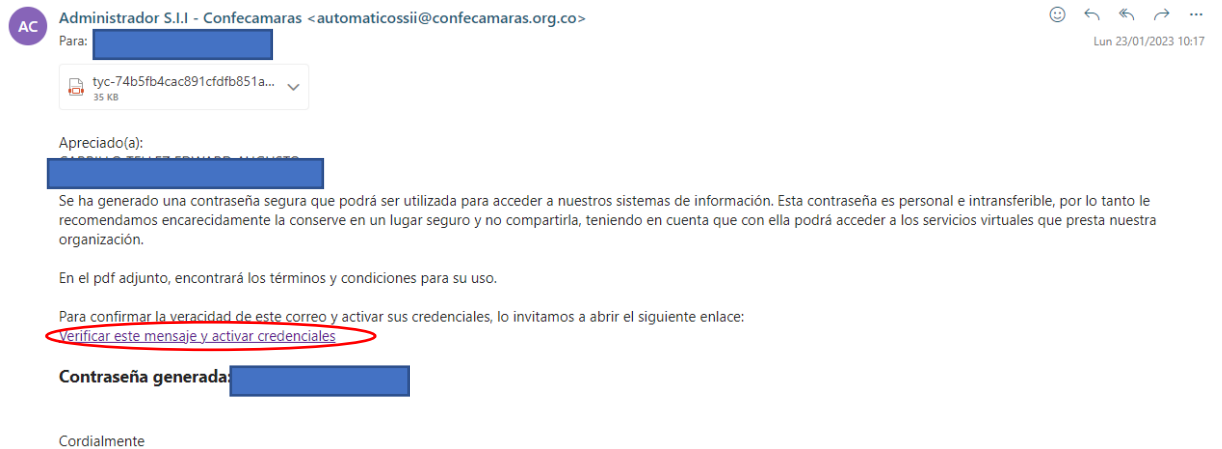 AC
Administrador S.I.I - Confecamaras <automaticossii@confecamaras.org.co>
Para:
Lun 23/01/2023 10:17
tyc-74b5fb4cac891cfdfb851a...
35 KB
Apreciado(a):
Se ha generado una contraseña segura que podrá ser utilizada para acceder a nuestros sistemas de información. Esta contraseña es personal e intransferible, por lo tanto le
recomendamos encarecidamente la conserve en un lugar seguro y no compartirla, teniendo en cuenta que con ella podrá acceder a los servicios virtuales que presta nuestra
organización.
En el pdf adjunto, encontrará los términos y condiciones para su uso.
Para confirmar la veracidad de este correo y activar sus credenciales, lo invitamos a abrir el siguiente enlace:
Verificar este mensaje y activar credenciales
Contraseña generada:
Cordialmente